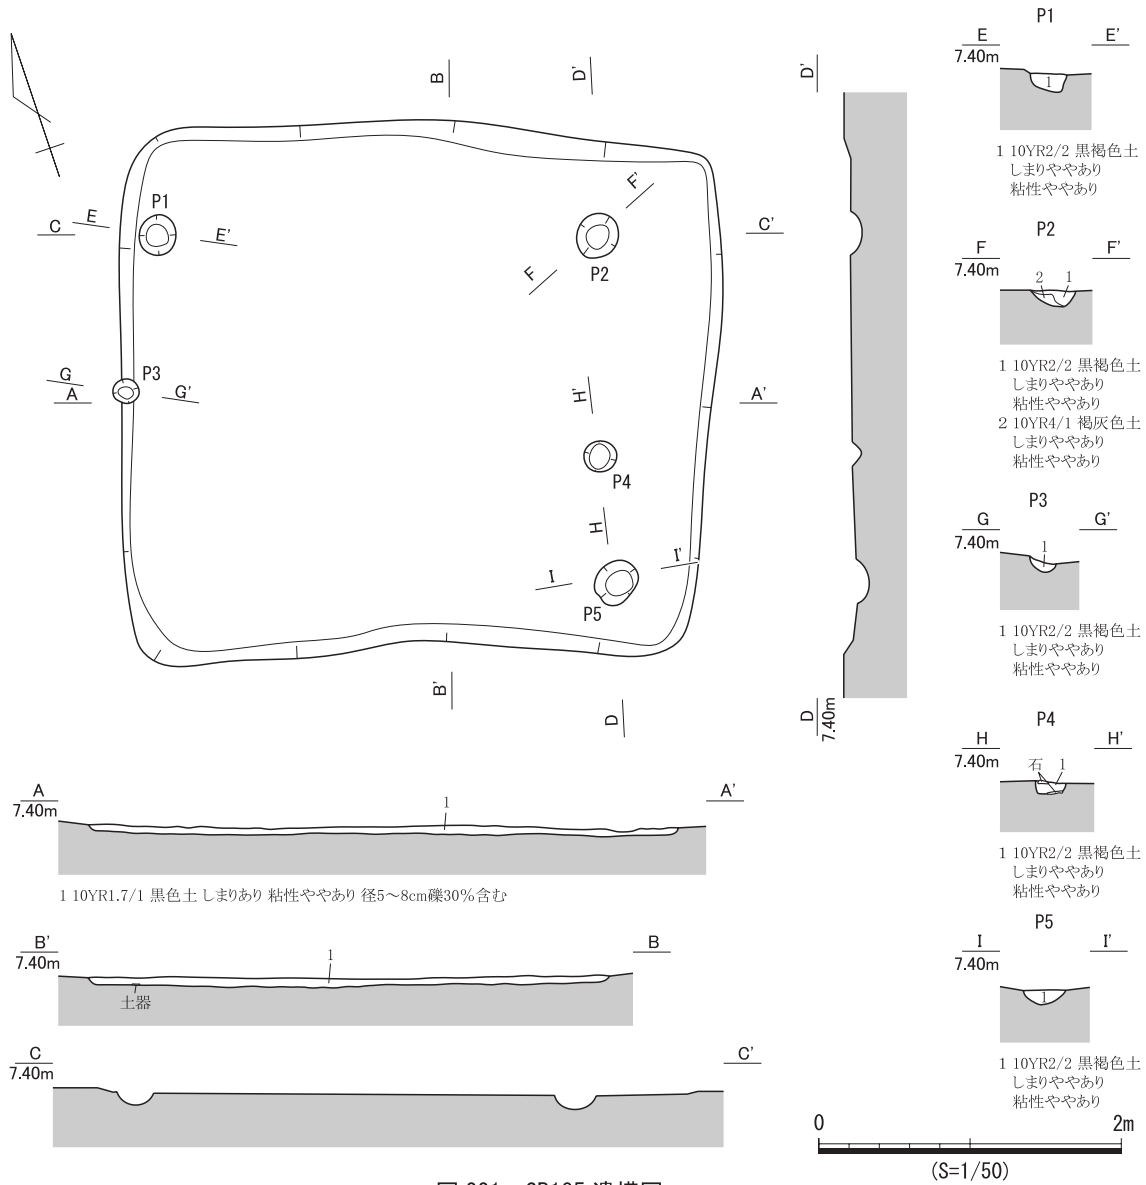 B
D'
C
E
P1
E'
F'
F
P2
C'
G
A
P3
G'
H'
A'
P4
H
I
I'
P5
B'
D
D'
D
7.40m
A
7.40m
1
A'
1 10YR1.7/1 黒色土 しまりあり 粘性ややあり 径5～8cm礫30%含む
B'
7.40m
1
B
土器
C
7.40m
C'
P1
E
E'
7.40m
1
1 10YR2/2 黒褐色土
しまりややあり
粘性ややあり
P2
F
F'
7.40m
2
1
1 10YR2/2 黒褐色土
しまりややあり
粘性ややあり
2 10YR4/1 褐灰色土
しまりややあり
粘性ややあり
P3
G
G'
7.40m
1
1 10YR2/2 黒褐色土
しまりややあり
粘性ややあり
P4
H
H'
7.40m
石
1
1 10YR2/2 黒褐色土
しまりややあり
粘性ややあり
P5
I
I'
7.40m
1
1 10YR2/2 黒褐色土
しまりややあり
粘性ややあり
0
2m
(S=1/50)